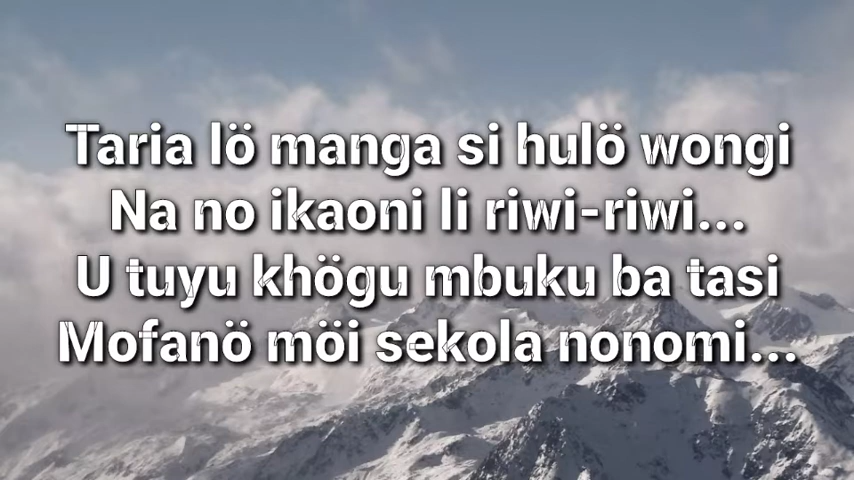 Taria lö manga si hulö wongi
Na no ikaoni li riwi-riwi...
U tuyu khögu mbuku ba tasi
Mofanö möi sekola nonomi...